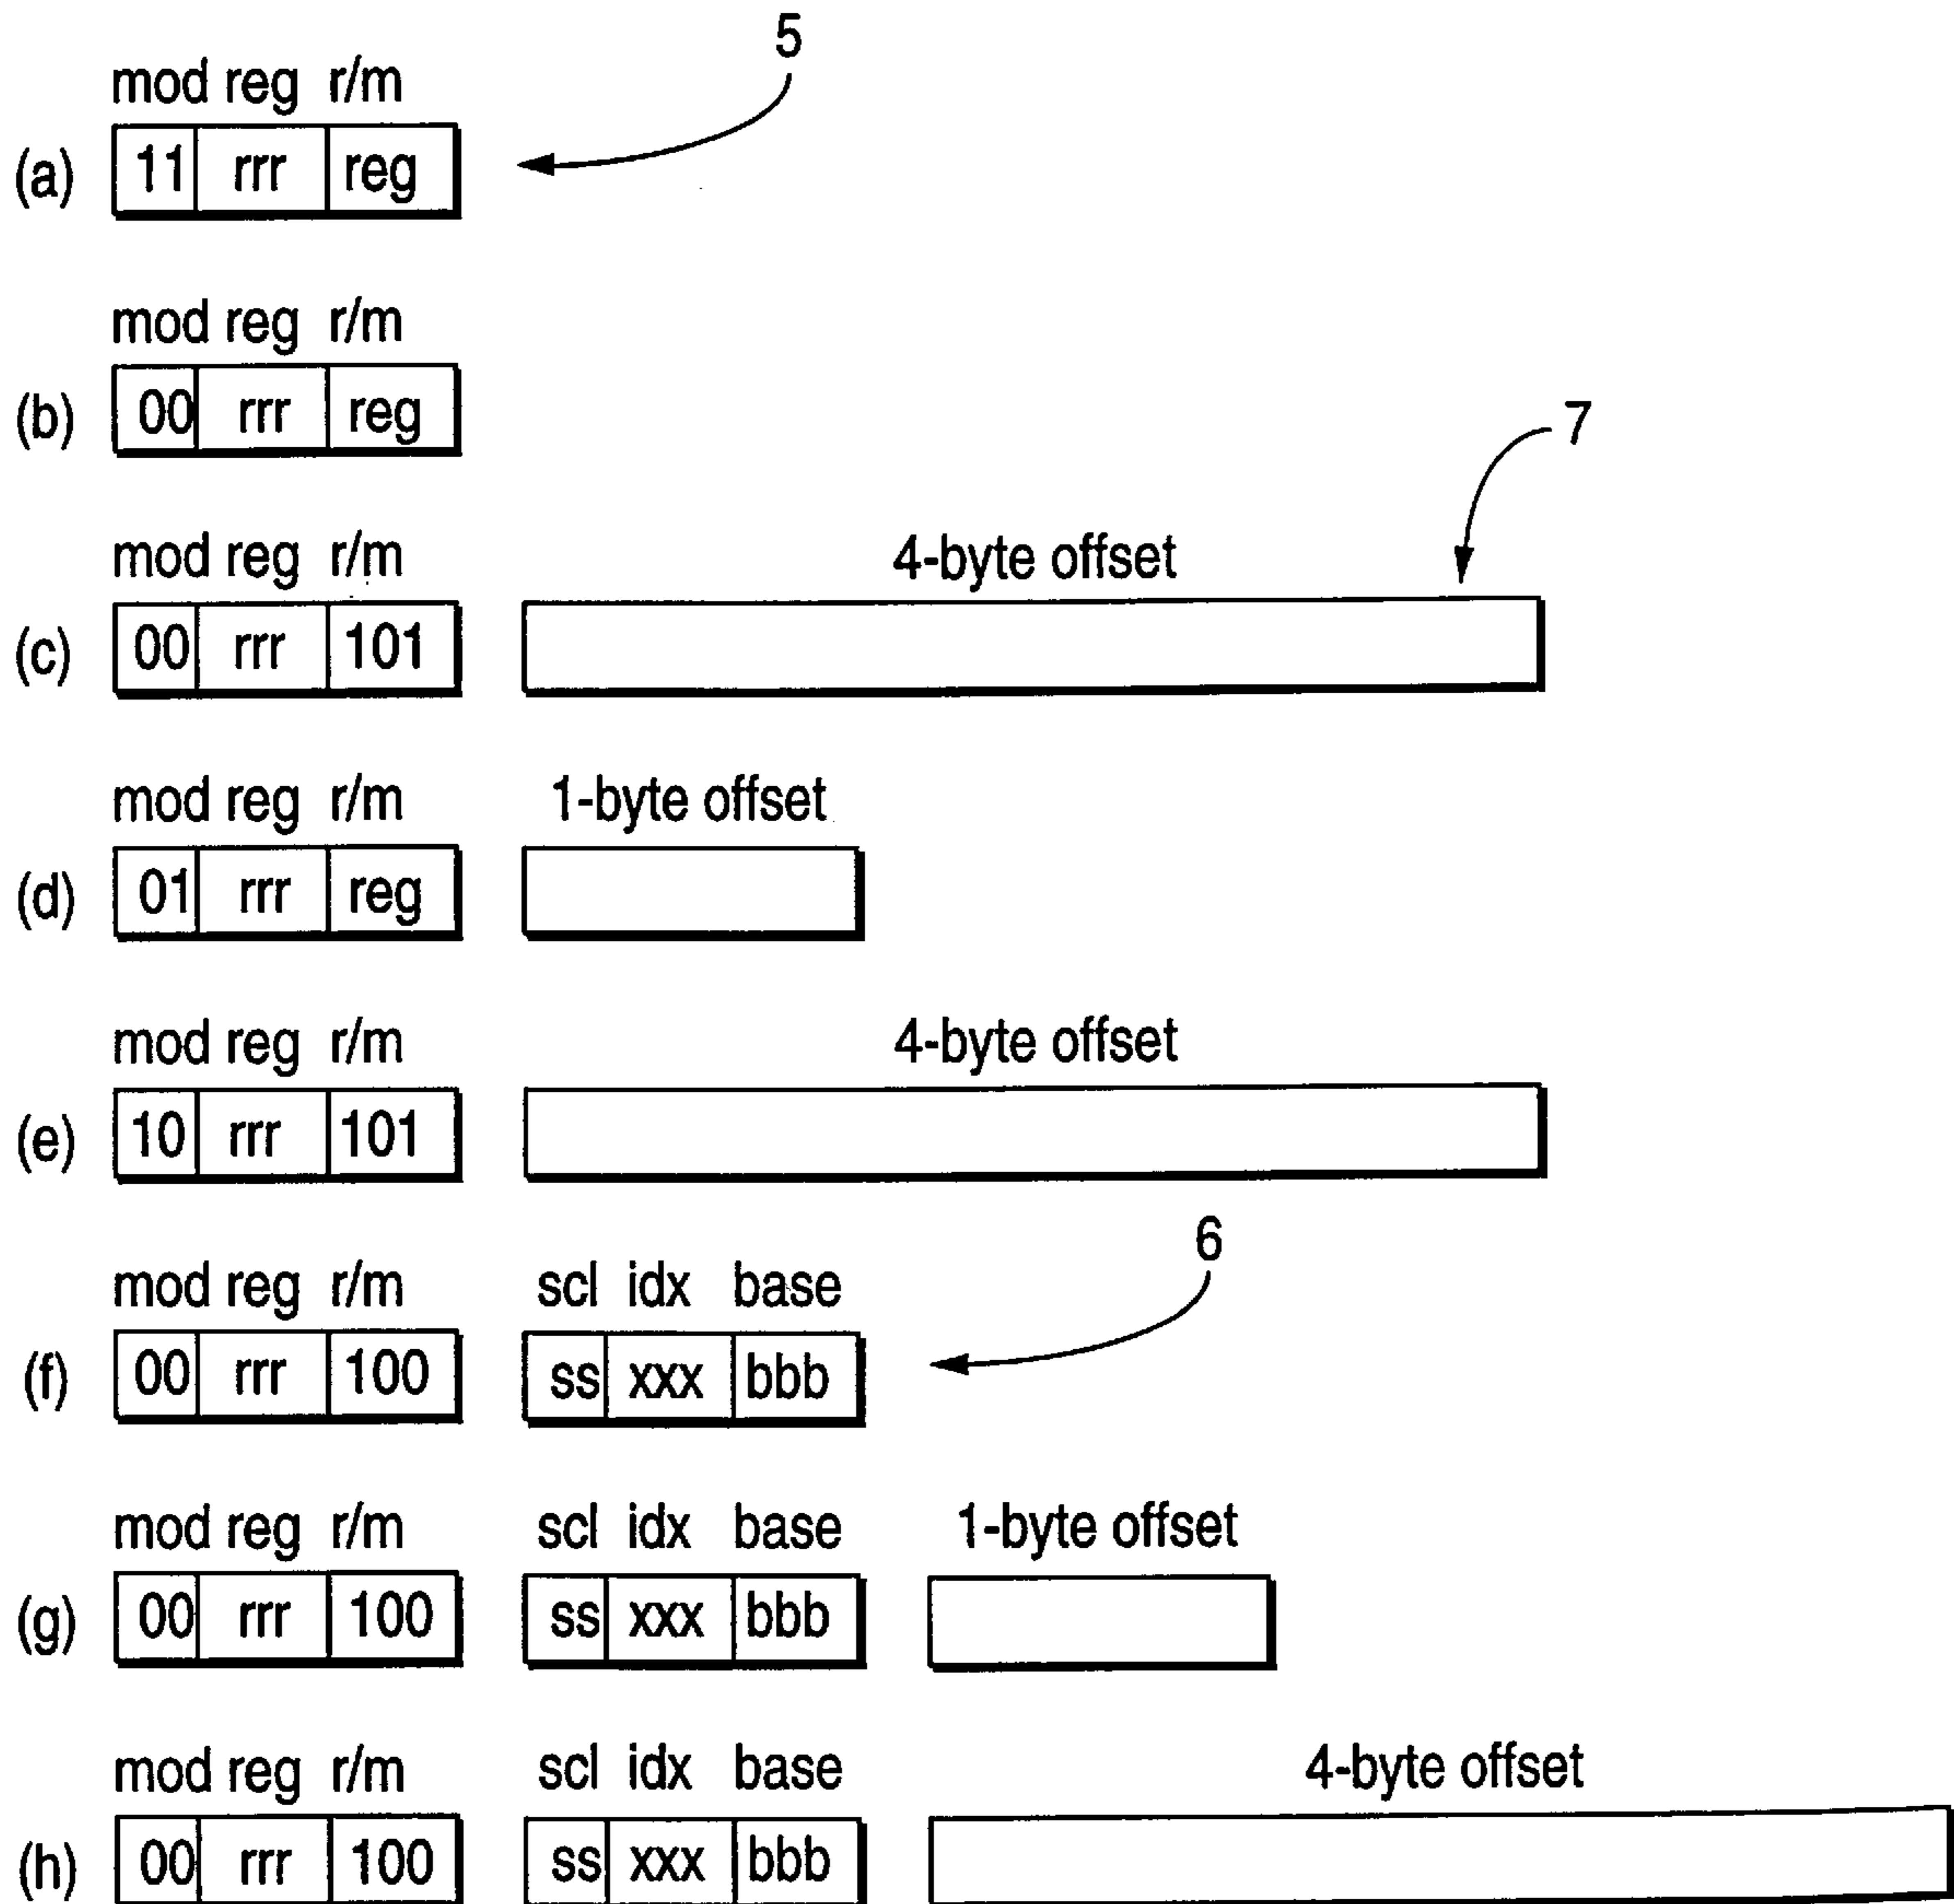 5
mod reg r/m
(a) 11 rrr reg
mod reg r/m
(b) 00 rrr reg
7
mod reg r/m 4-byte offset
(c) 00 rrr 101
mod reg r/m 1-byte offset
(d) 01 rrr reg
mod reg r/m 4-byte offset
(e) 10 rrr 101
6
mod reg r/m scl idx base
(f) 00 rrr 100 ss xxx bbb
mod reg r/m scl idx base 1-byte offset
(g) 00 rrr 100 ss xxx bbb
mod reg r/m scl idx base 4-byte offset
(h) 00 rrr 100 ss xxx bbb